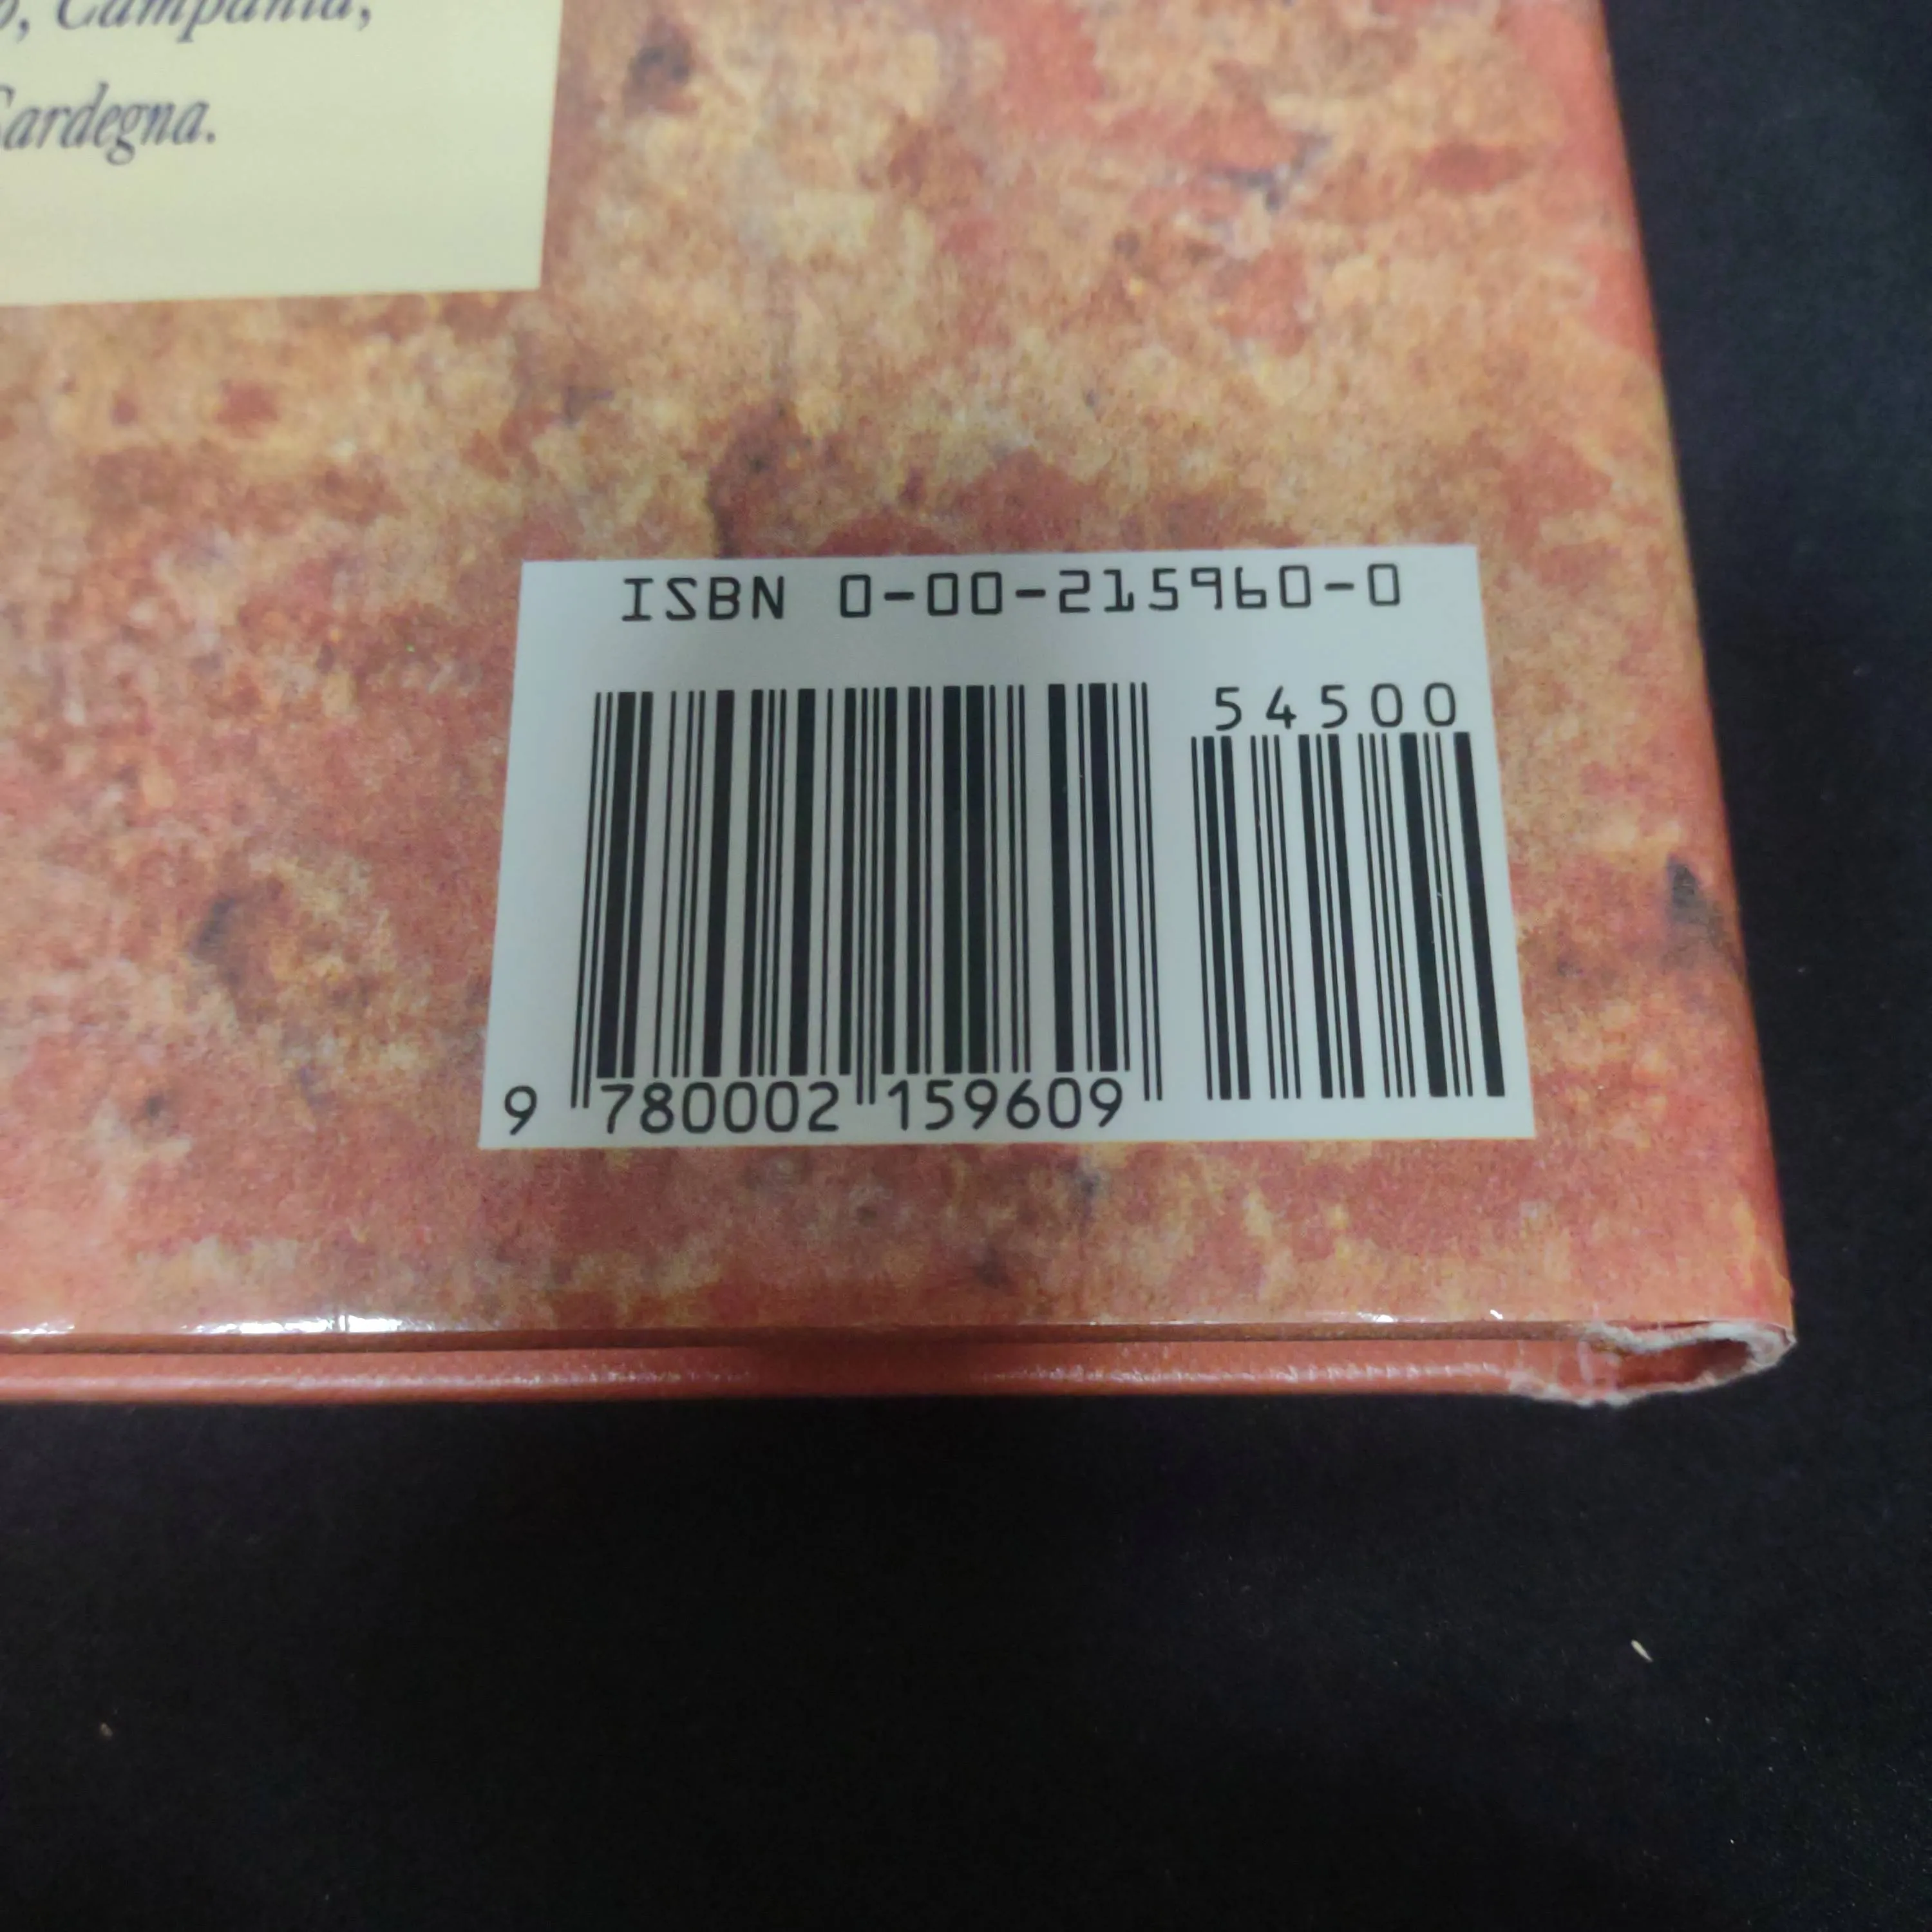 Campania,
Sardegna.
ISBN 0-00-215960-0
54500
9 780002 159609